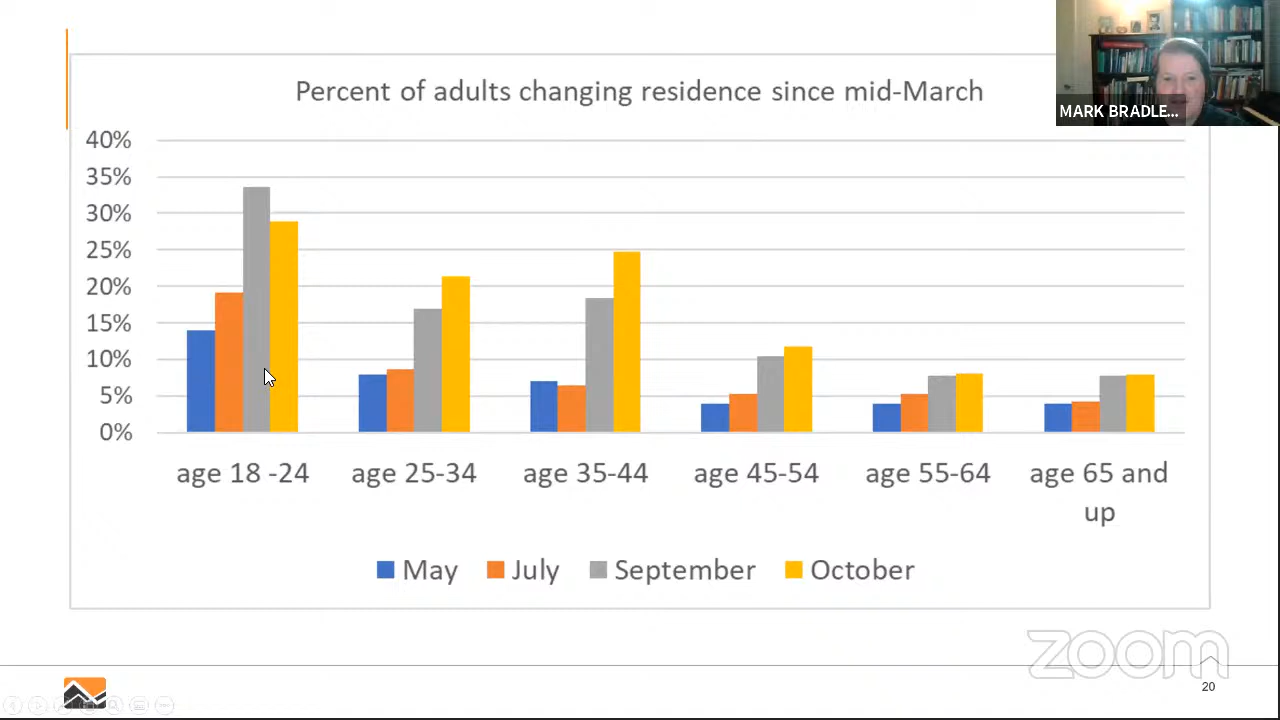 MARK BRADLE...
Percent of adults changing residence since mid-March
40%
35%
30%
25%
20%
15%
10%
5%
0%
age 18 -24
age 25-34
age 35-44
age 45-54
age 55-64
age 65 and
up
May
July
September
October
zoom
20